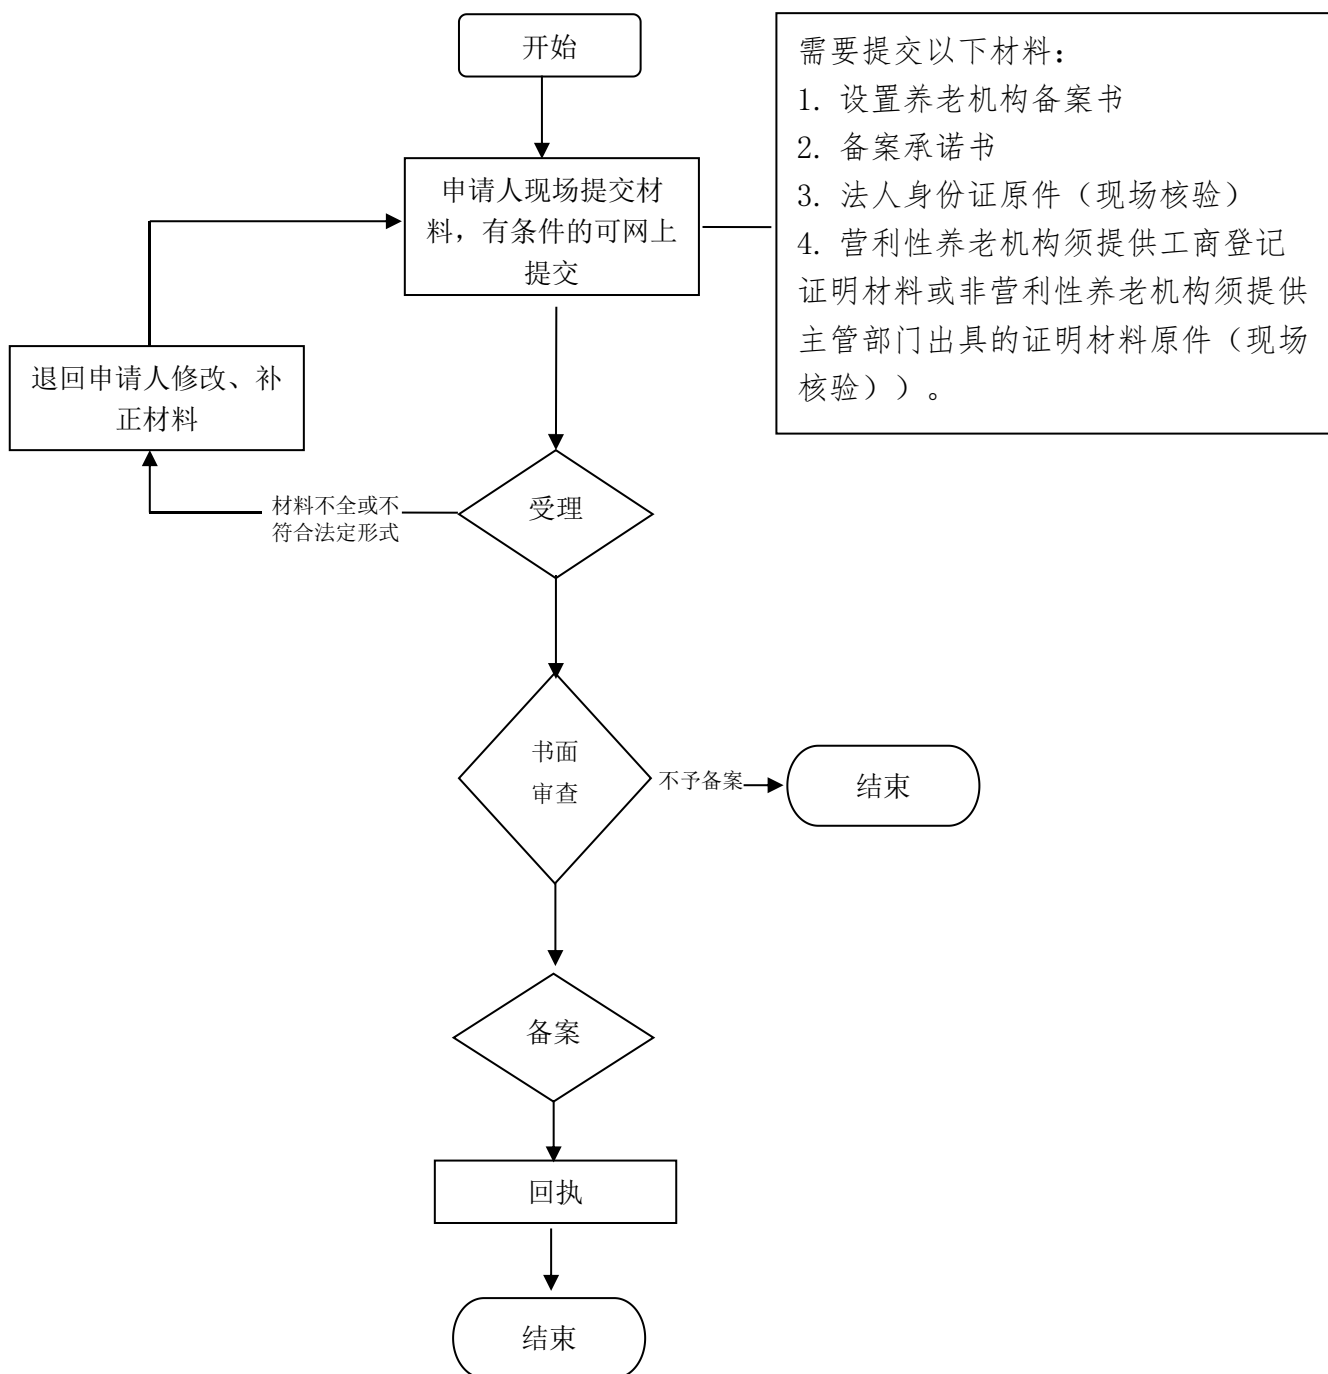 开始
需要提交以下材料：
1. 设置养老机构备案书
2. 备案承诺书
3. 法人身份证原件（现场核验）
4. 营利性养老机构须提供工商登记
证明材料或非营利性养老机构须提供
主管部门出具的证明材料原件（现场
核验））。
申请人现场提交材
料，有条件的可网上
提交
退回申请人修改、补
正材料
材料不全或不
符合法定形式
受理
书面
审查
不予备案
结束
备案
回执
结束